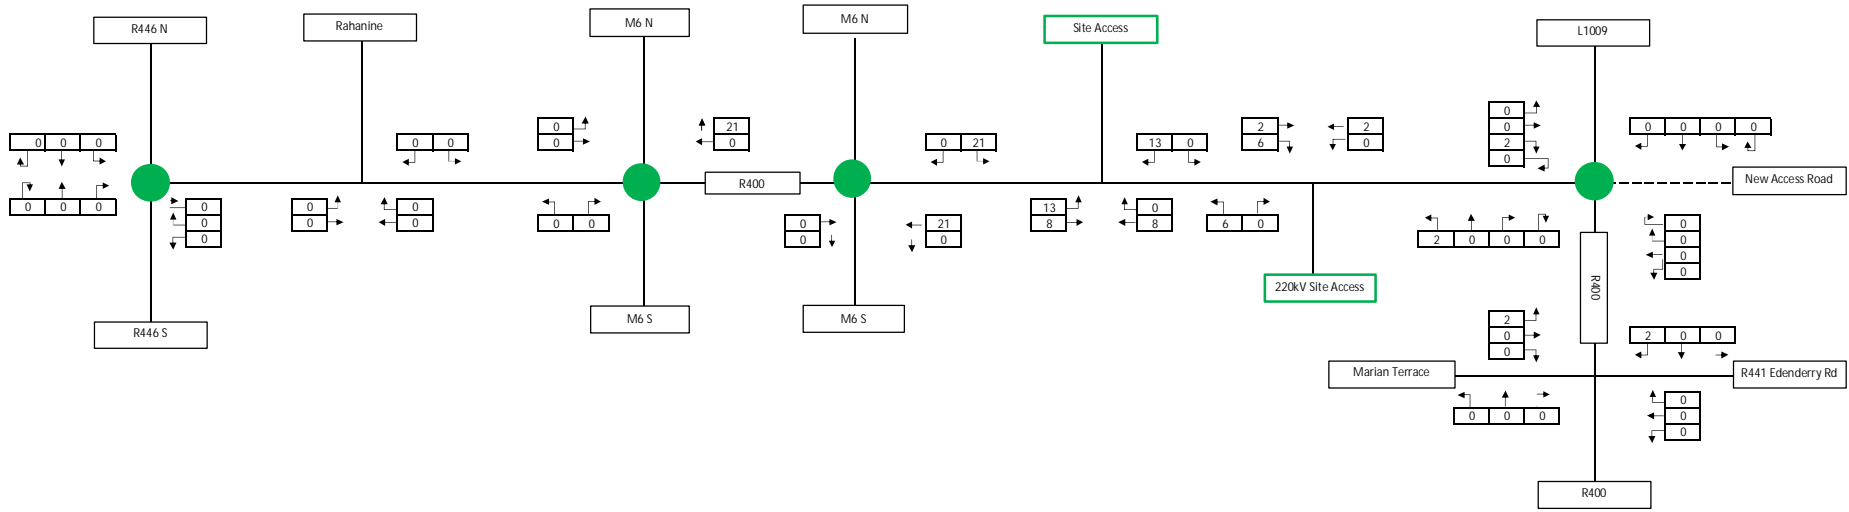 R446 N
Rahanine
M6 N
M6 N
Site Access
L1009
0 0 0
0 0
0
0
21
0
0 21
13 0
2
6
2
0
0
0
2
0
0 0 0 0
R400
New Access Road
0 0 0
0
0
0
0
0
0
0
0 0
0
0
21
0
13
8
0
8
6 0
2 0 0 0
0
0
0
0
R400
220kV Site Access
R446 S
M6 S
M6 S
2
0
0
2 0 0
Marian Terrace
R441 Edenderry Rd
0 0 0
0
0
0
R400